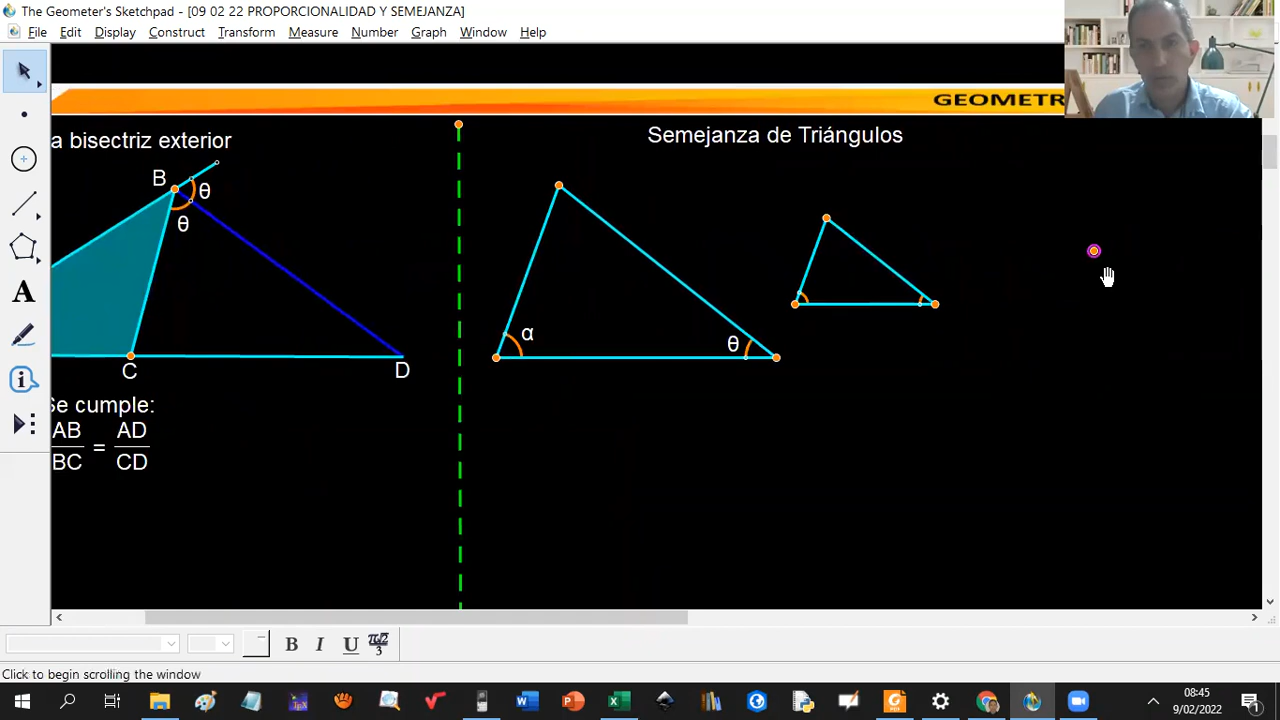 The Geometer's Sketchpad - [09 02 22 PROPORCIONALIDAD Y SEMEJANZA]
File Edit Display Construct Transform Measure Number Graph Window Help
GEOMETR
a bisectriz exterior
Semejanza de Triángulos
B
θ
θ
α
θ
C
D
Se cumple:
AB/BC = AD/CD
A
B I U
Click to begin scrolling the window
08:45
9/02/2022